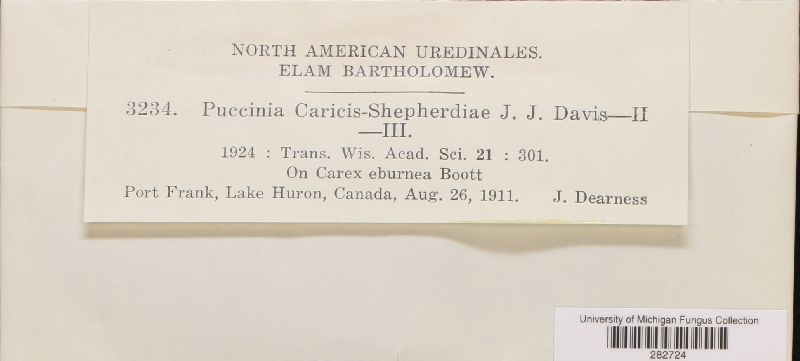 NORTH AMERICAN UREDINALES.
ELAM BARTHOLOMEW.
3234. Puccinia Caricis-Shepherdiae J. J. Davis—II
—III.
1924 : Trans. Wis. Acad. Sci. 21 : 301.
On Carex eburnea Boott
Port Frank, Lake Huron, Canada, Aug. 26, 1911. J. Dearness
University of Michigan Fungus Collection
282724